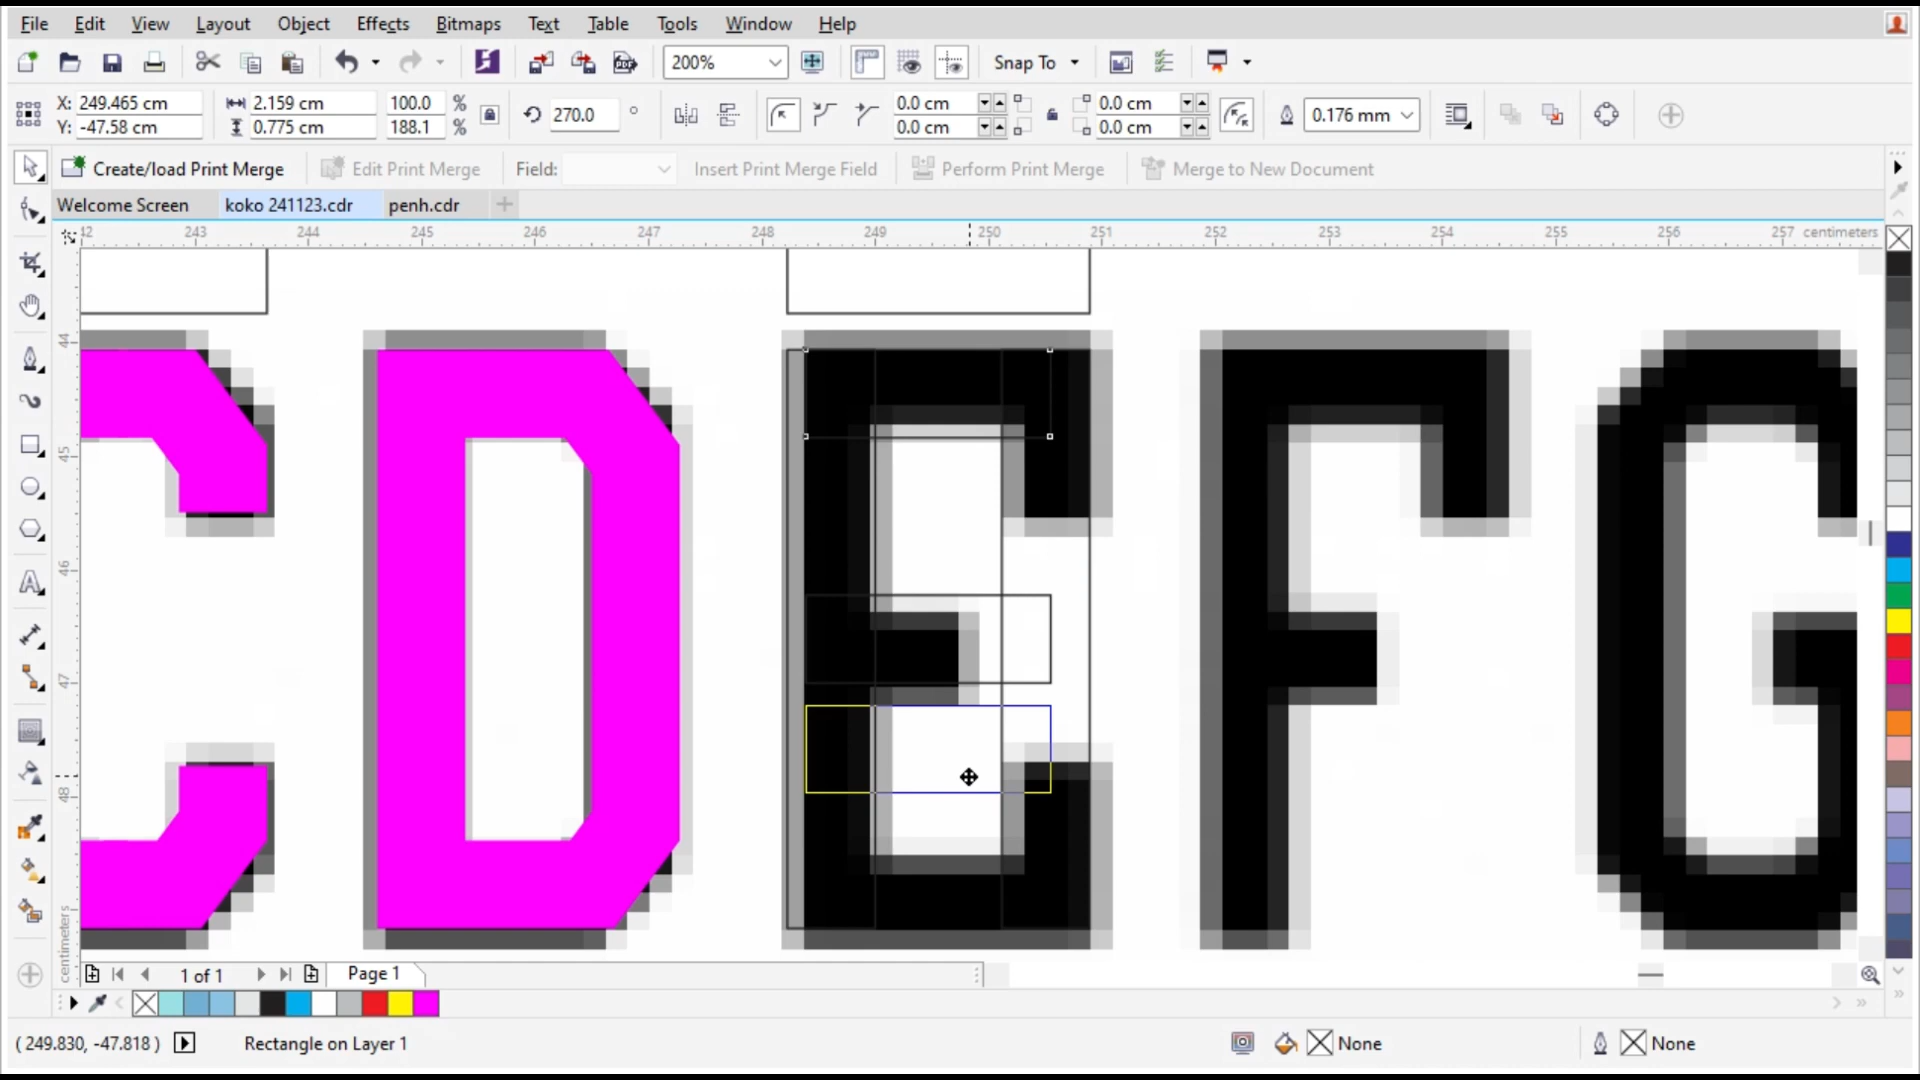 File Edit View Layout Object Effects Bitmaps Text Table Tools Window Help
200% Snap To
X: 249.465 cm 2.159 cm 100.0 % 270.0 ° 0.0 cm 0.0 cm 0.176 mm
Y: -47.58 cm 0.775 cm 188.1 % 0.0 cm 0.0 cm
Create/load Print Merge Edit Print Merge Field: Insert Print Merge Field Perform Print Merge Merge to New Document
Welcome Screen koko 241123.cdr penh.cdr
42 243 244 245 246 247 248 249 250 251 252 253 254 255 256 257 centimeters
44
45
46
47
48
centimeters
C D E F G
1 of 1 Page 1
( 249.830, -47.818 ) Rectangle on Layer 1 None None